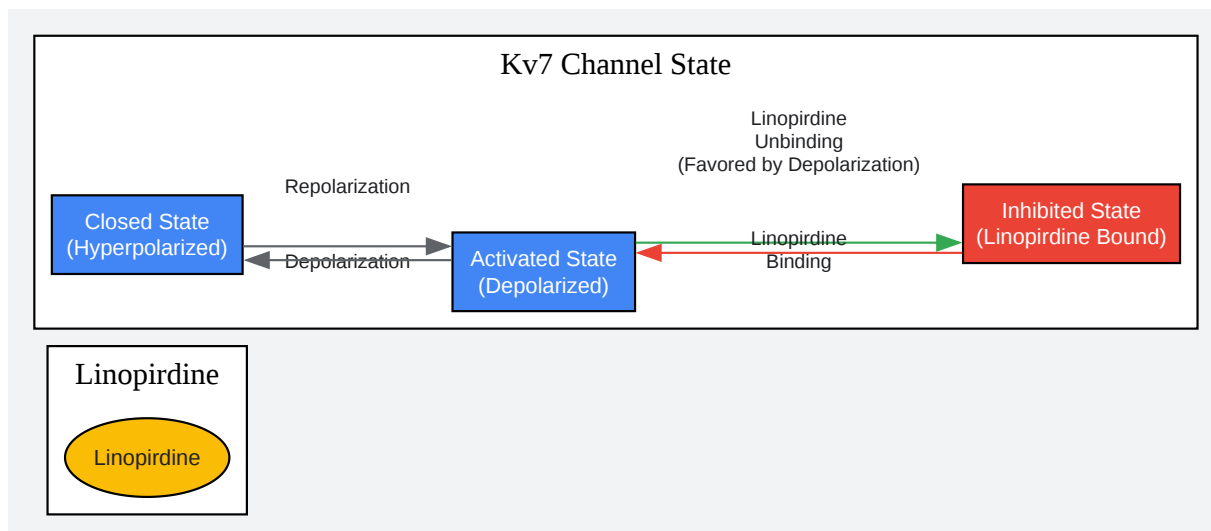 Kv7 Channel State
Linopirdine
Unbinding
(Favored by Depolarization)
Repolarization
Closed State
(Hyperpolarized)
Depolarization
Activated State
(Depolarized)
Linopirdine
Binding
Inhibited State
(Linopirdine Bound)
Linopirdine
Linopirdine